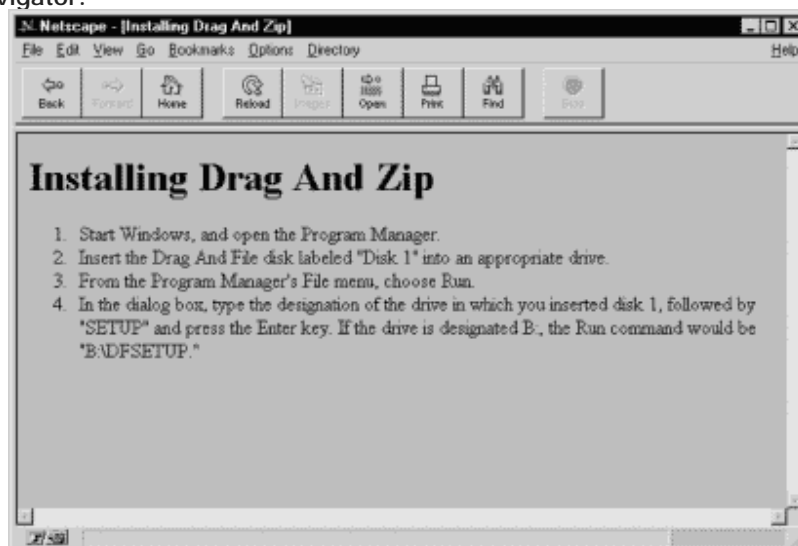 vigator:
Netscape - [Installing Drag And Zip]
File Edit View Go Bookmarks Options Directory Help
Back Forward Home Reload Images Open Print Find Stop
Installing Drag And Zip
1. Start Windows, and open the Program Manager.
2. Insert the Drag And File disk labeled "Disk 1" into an appropriate drive.
3. From the Program Manager's File menu, choose Run.
4. In the dialog box, type the designation of the drive in which you inserted disk 1, followed by
"SETUP" and press the Enter key. If the drive is designated B:, the Run command would be
"B:\DFSETUP."